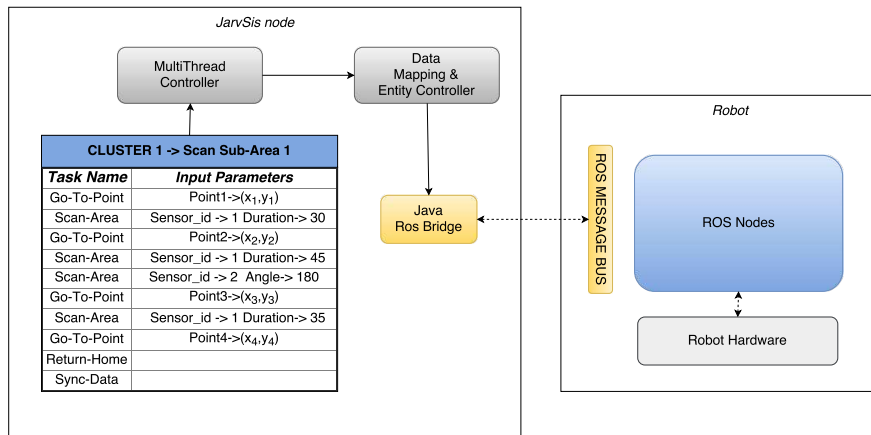 JarvSis node
MultiThread
Controller
Data
Mapping &
Entity Controller
CLUSTER 1 -> Scan Sub-Area 1
Task Name Input Parameters
Go-To-Point Point1->(x1,y1)
Scan-Area Sensor_id -> 1 Duration-> 30
Go-To-Point Point2->(x2,y2)
Scan-Area Sensor_id -> 1 Duration-> 45
Scan-Area Sensor_id -> 2 Angle-> 180
Go-To-Point Point3->(x3,y3)
Scan-Area Sensor_id -> 1 Duration-> 35
Go-To-Point Point4->(x4,y4)
Return-Home
Sync-Data
Java
Ros Bridge
Robot
ROS MESSAGE BUS
ROS Nodes
Robot Hardware